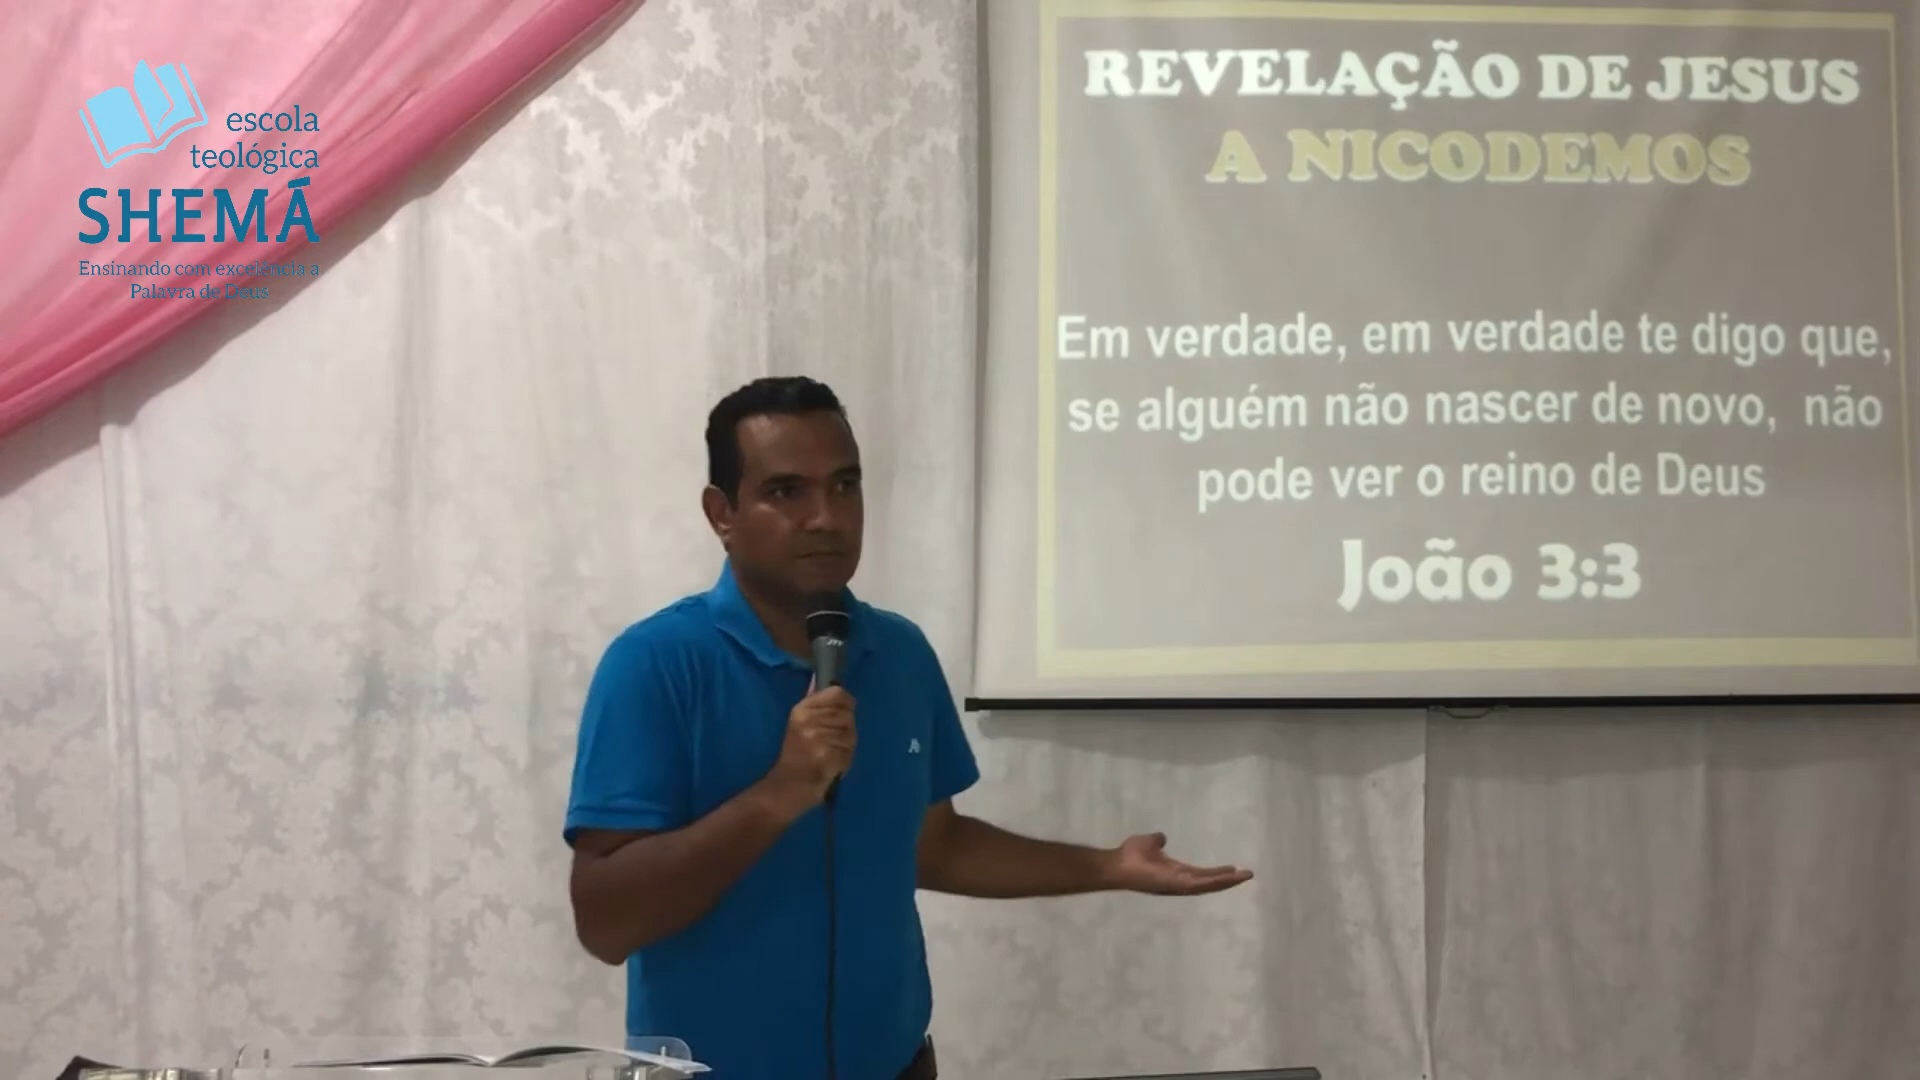 escola
teológica
SHEMÁ
Ensinando com excelência a
Palavra de Deus
REVELAÇÃO DE JESUS
A NICODEMOS
Em verdade, em verdade te digo que,
se alguém não nascer de novo, não
pode ver o reino de Deus
João 3:3